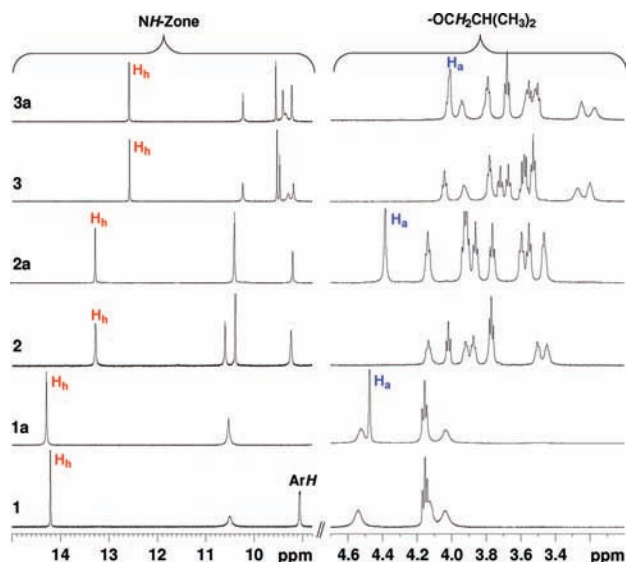 NH-Zone
-OCH₂CH(CH₃)₂
3a
Hₕ
Hₐ
3
Hₕ
2a
Hₕ
Hₐ
2
Hₕ
1a
Hₕ
Hₐ
1
Hₕ
ArH
14 13 12 11 10 ppm // 4.6 4.4 4.2 4.0 3.8 3.6 3.4 ppm